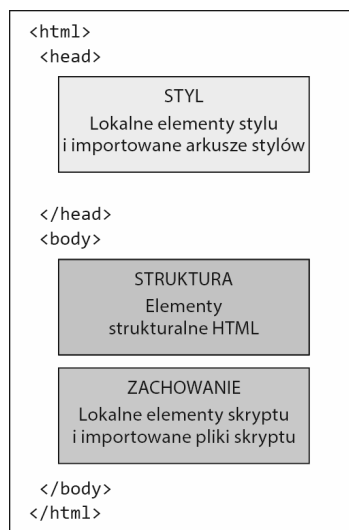 <html>
<head>
STYL
Lokalne elementy stylu
i importowane arkusze stylów
</head>
<body>
STRUKTURA
Elementy
strukturalne HTML
ZACHOWANIE
Lokalne elementy skryptu
i importowane pliki skryptu
</body>
</html>